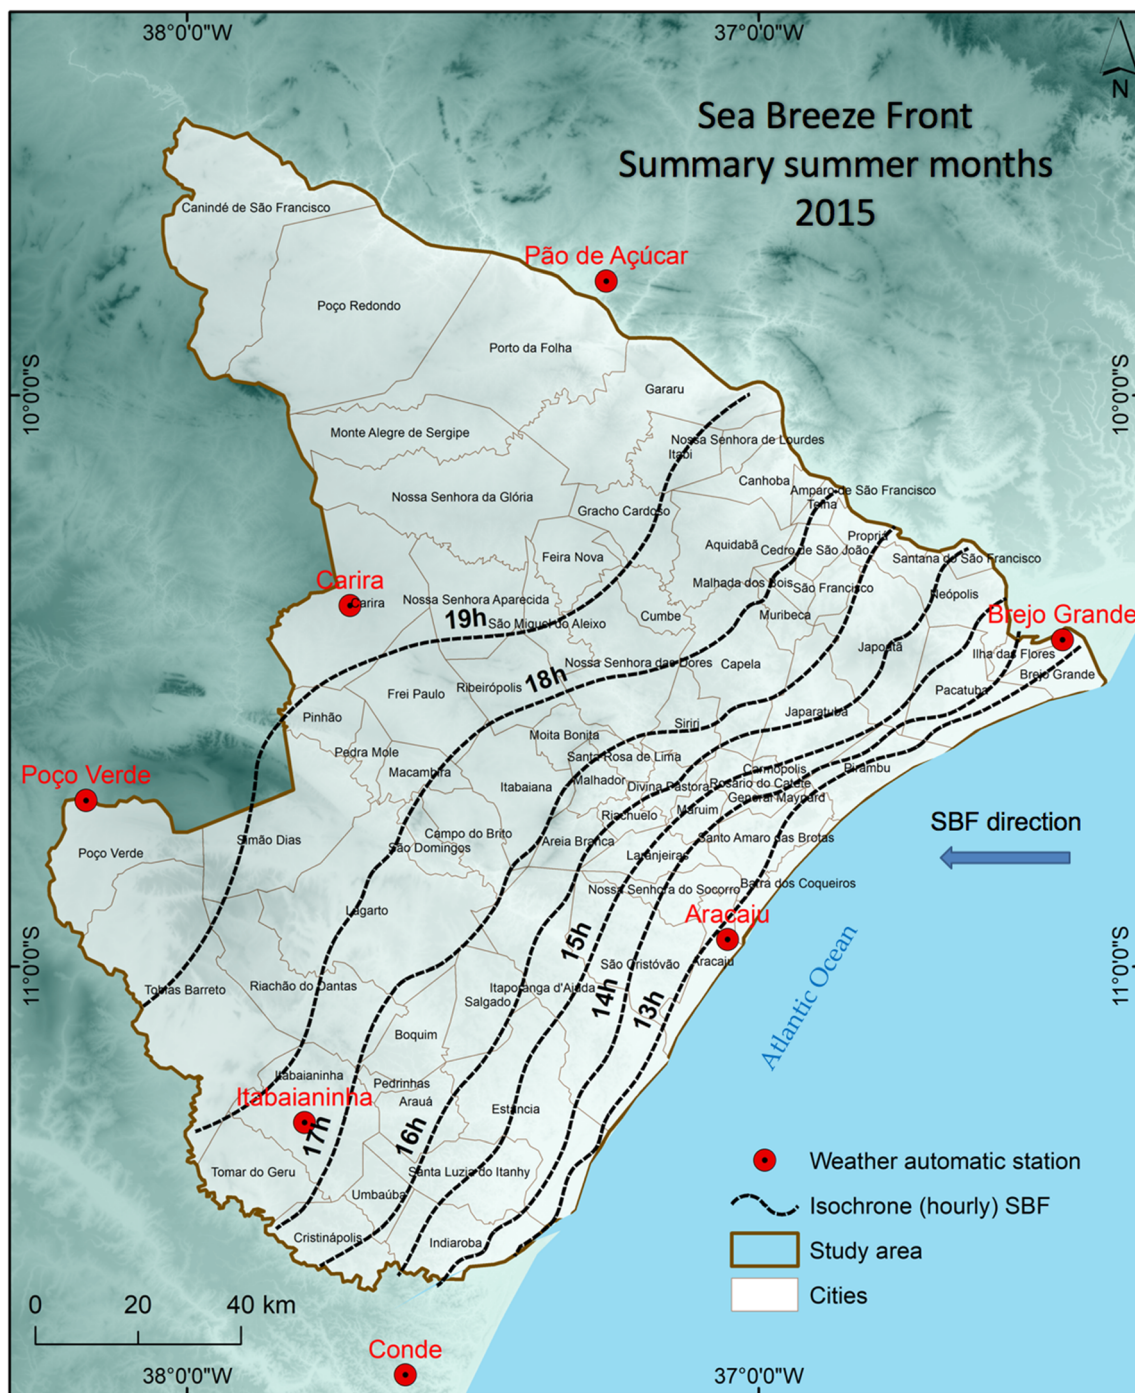 38°0'0"W
37°0'0"W
N
Sea Breeze Front
Summary summer months
2015
Canindé de São Francisco
Pão de Açúcar
Poço Redondo
Porto da Folha
10°0'0"S
10°0'0"S
Gararu
Monte Alegre de Sergipe
Nossa Senhora de Lourdes
Itabi
Canhoba
Nossa Senhora da Glória
Amparo de São Francisco
Telha
Gracho Cardoso
Propriá
Aquidabã
Cedro de São João
Feira Nova
Santana do São Francisco
Carira
Malhada dos Bois
São Francisco
Neópolis
Carira
Nossa Senhora Aparecida
Brejo Grande
19h
São Miguel do Aleixo
Cumbe
Muribeca
Japoatã
Ilha das Flores
Nossa Senhora das Dores
Capela
Brejo Grande
18h
Ribeirópolis
Frei Paulo
Pacatuba
Pinhão
Siriri
Japaratuba
Moita Bonita
Pedra Mole
Santa Rosa de Lima
Poço Verde
Macambira
Carmópolis
Pirambu
Itabaiana
Malhador
Divina Pastora
Rosário do Catete
General Maynard
Riachuelo
Maruim
SBF direction
Simão Dias
Campo do Brito
Santo Amaro das Brotas
São Domingos
Areia Branca
Poço Verde
Laranjeiras
Nossa Senhora do Socorro
Barra dos Coqueiros
Lagarto
Aracaju
15h
São Cristóvão
Aracaju
11°0'0"S
11°0'0"S
Tobias Barreto
Riachão do Dantas
Itaporanga d'Ajuda
Salgado
14h
13h
Atlantic Ocean
Boquim
Itabaianinha
Pedrinhas
Itabaianinha
Arauá
Estância
17h
16h
Tomar do Geru
Santa Luzia do Itanhy
Weather automatic station
Umbaúba
Isochrone (hourly) SBF
Cristinápolis
Indiaroba
Study area
Cities
0 20 40 km
Conde
38°0'0"W
37°0'0"W